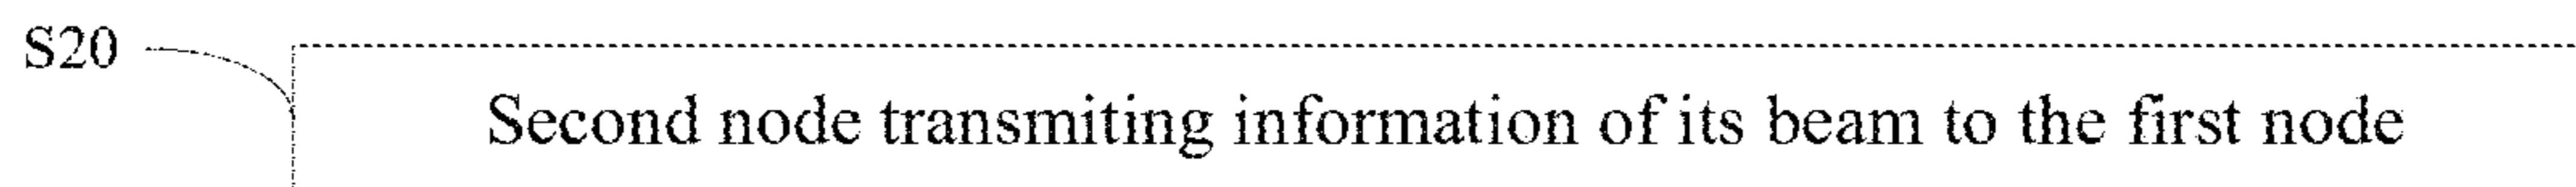 S20
Second node transmiting information of its beam to the first node